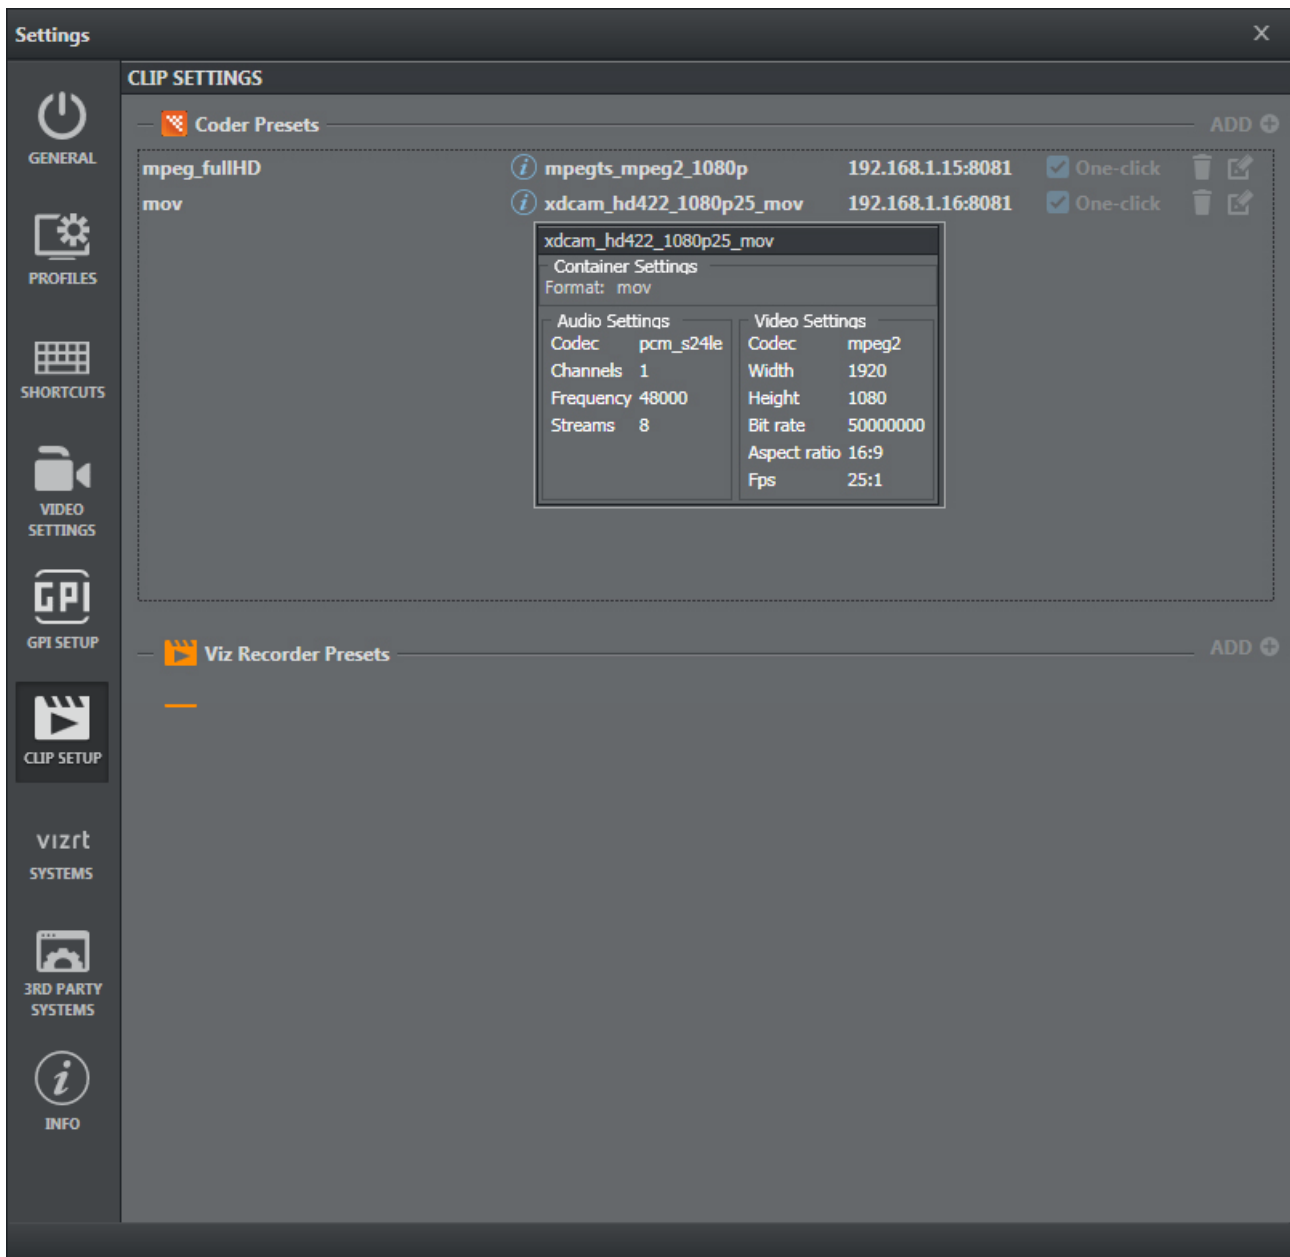 Settings
X
CLIP SETTINGS
GENERAL
PROFILES
SHORTCUTS
VIDEO
SETTINGS
GPI
GPI SETUP
CLIP SETUP
vızrt
SYSTEMS
3RD PARTY
SYSTEMS
i
INFO
Coder Presets ADD
mpeg_fullHD i mpegts_mpeg2_1080p 192.168.1.15:8081 One-click
mov i xdcam_hd422_1080p25_mov 192.168.1.16:8081 One-click
xdcam_hd422_1080p25_mov
Container Settings
Format: mov
Audio Settings
Codec pcm_s24le
Channels 1
Frequency 48000
Streams 8
Video Settings
Codec mpeg2
Width 1920
Height 1080
Bit rate 50000000
Aspect ratio 16:9
Fps 25:1
Viz Recorder Presets ADD